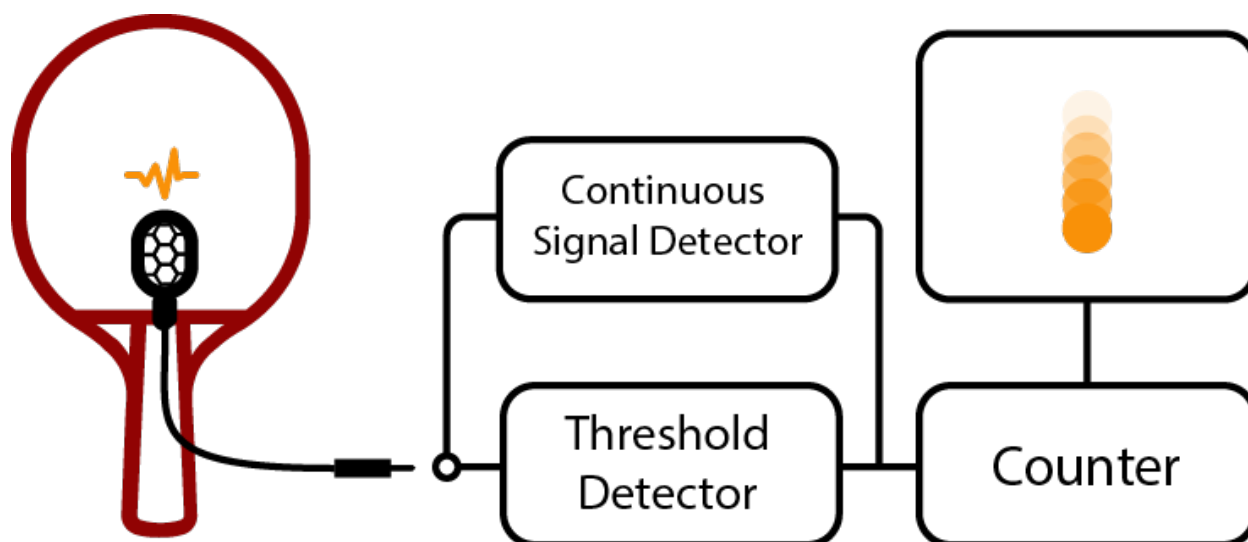 Continuous
Signal Detector
Threshold
Detector
Counter